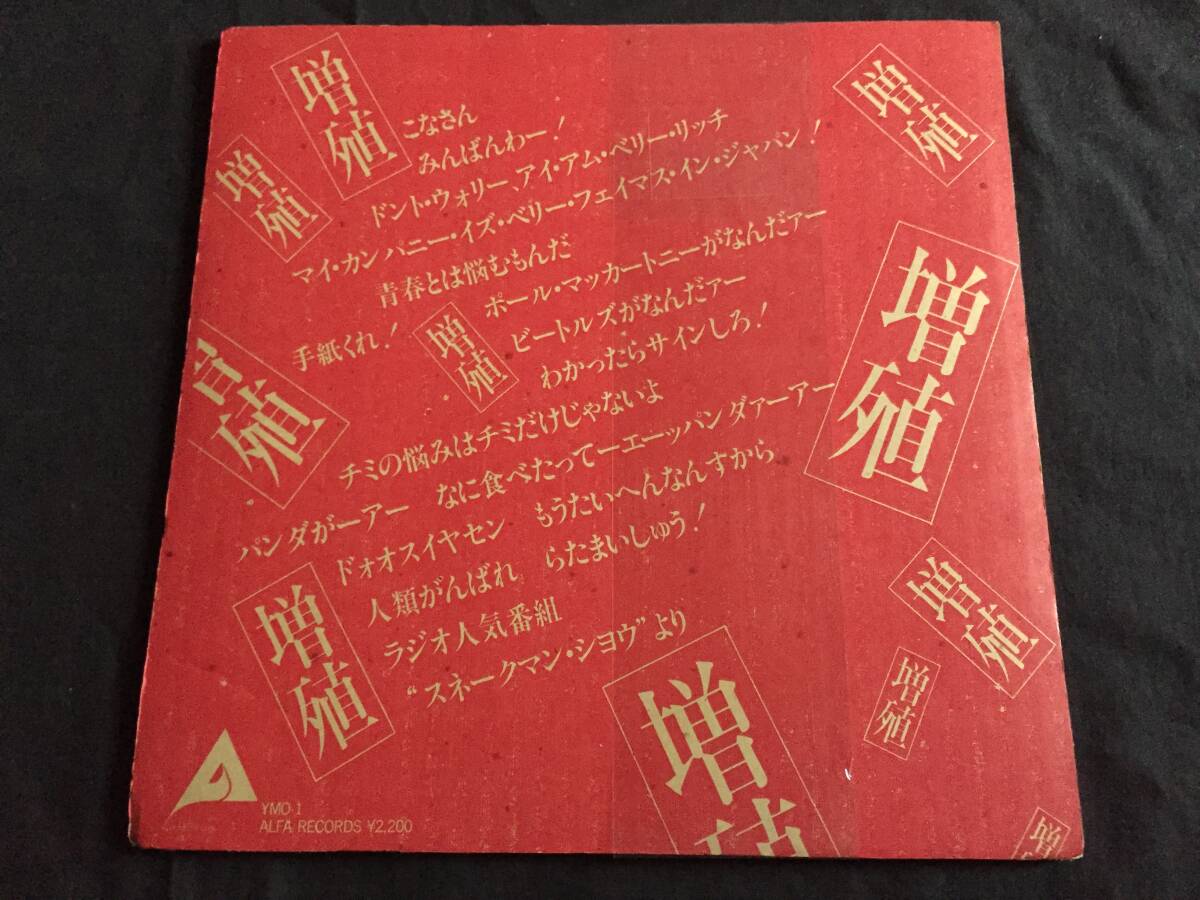 増殖
増殖
増殖
こなさん
みんばんわー！
ドント・ウォリー、アイ・アム・ベリー・リッチ
マイ・カンパニー・イズ・ベリー・フェイマス・イン・ジャパン！
青春とは悩むもんだ
ポール・マッカートニーがなんだァー
手紙くれ！
増殖
ビートルズがなんだァー
わかったらサインしろ！
増殖
殖
チミの悩みはチミだけじゃないよ
パンダがーアー なに食べたってーエーッパンダァーアー
ドォオスイヤセン もうたいへんなんすから
人類がんばれ らたまいしゅう！
ラジオ人気番組
“スネークマン・ショウ”より
増殖
増殖
増殖
増殖
増殖
YMO-1
ALFA RECORDS ¥2,200